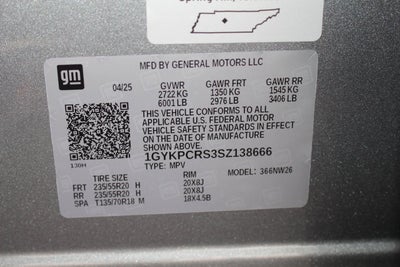 MFD BY GENERAL MOTORS LLC
gm
04/25 GVWR GAWR FRT GAWR RR
2722 KG 1350 KG 1545 KG
6001 LB 2976 LB 3406 LB
THIS VEHICLE CONFORMS TO ALL
APPLICABLE U.S. FEDERAL MOTOR
VEHICLE SAFETY STANDARDS IN EFFECT
ON THE DATE OF MANUFACTURE
SHOWN ABOVE.
1GYKPCRS3SZ138666
TYPE: MPV MODEL: 366NW26
TIRE SIZE RIM
FRT 235/55R20 H 20X8J
RR 235/55R20 H 20X8J
SPA T135/70R18 M 18X4.5B